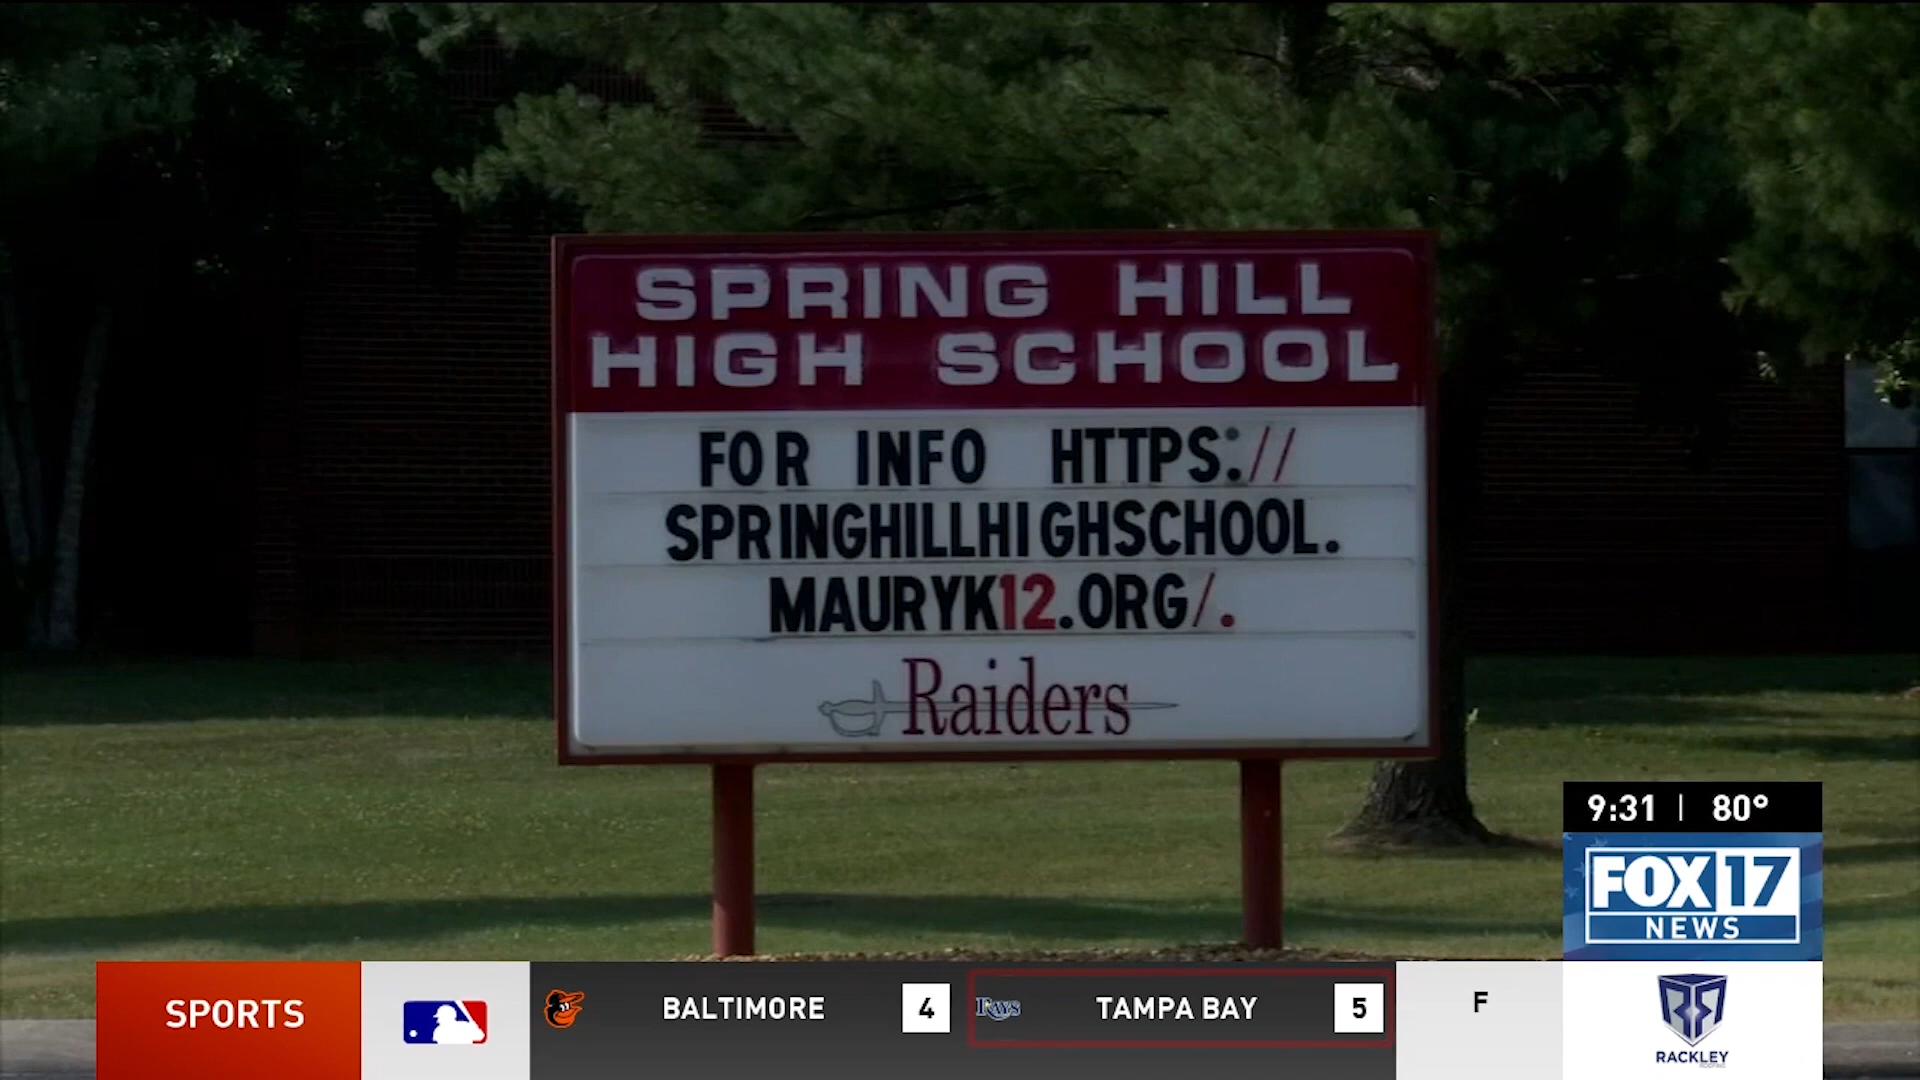 SPRING HILL
HIGH SCHOOL
FOR INFO HTTPS://
SPRINGHILLHIGHSCHOOL.
MAURYK12.ORG/.
Raiders
9:31 | 80°
FOX 17
NEWS
SPORTS
BALTIMORE 4
Rays TAMPA BAY 5
F
RACKLEY
ROOFING